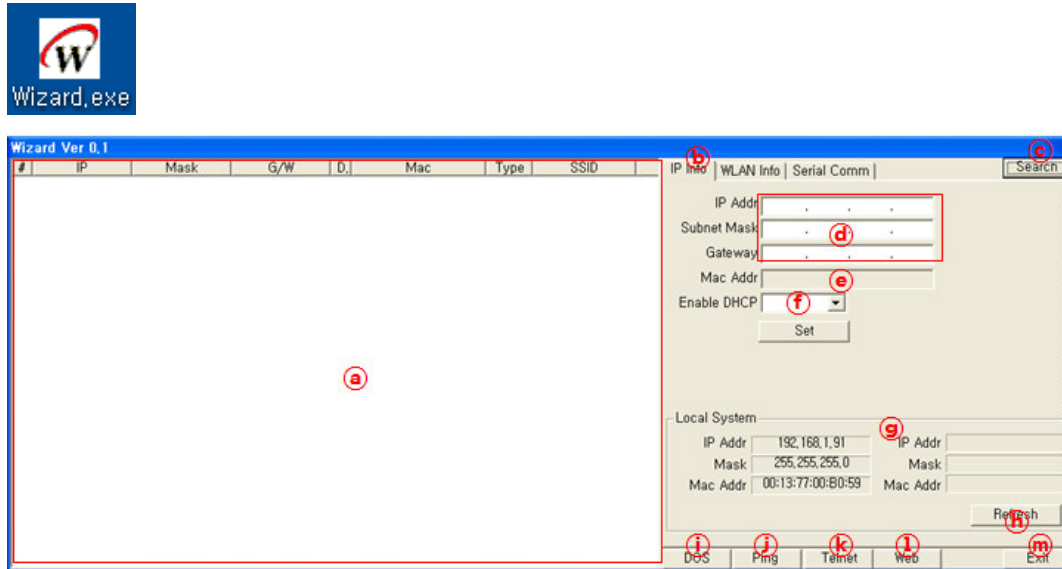 W
Wizard,exe
Wizard Ver 0,1
# IP Mask G/W D. Mac Type SSID
ⓑ ⓒ
IP Info WLAN Info Serial Comm Search
IP Addr . . .
Subnet Mask . . .
ⓓ
Gateway . . .
Mac Addr ⓔ
Enable DHCP ⓕ
Set
ⓐ
Local System
ⓖ
IP Addr 192,168,1,91 IP Addr
Mask 255,255,255,0 Mask
Mac Addr 00:13:77:00:B0:59 Mac Addr
Refresh
ⓗ
ⓘ ⓙ ⓚ ⓛ ⓜ
DOS Ping Telnet Web Exit